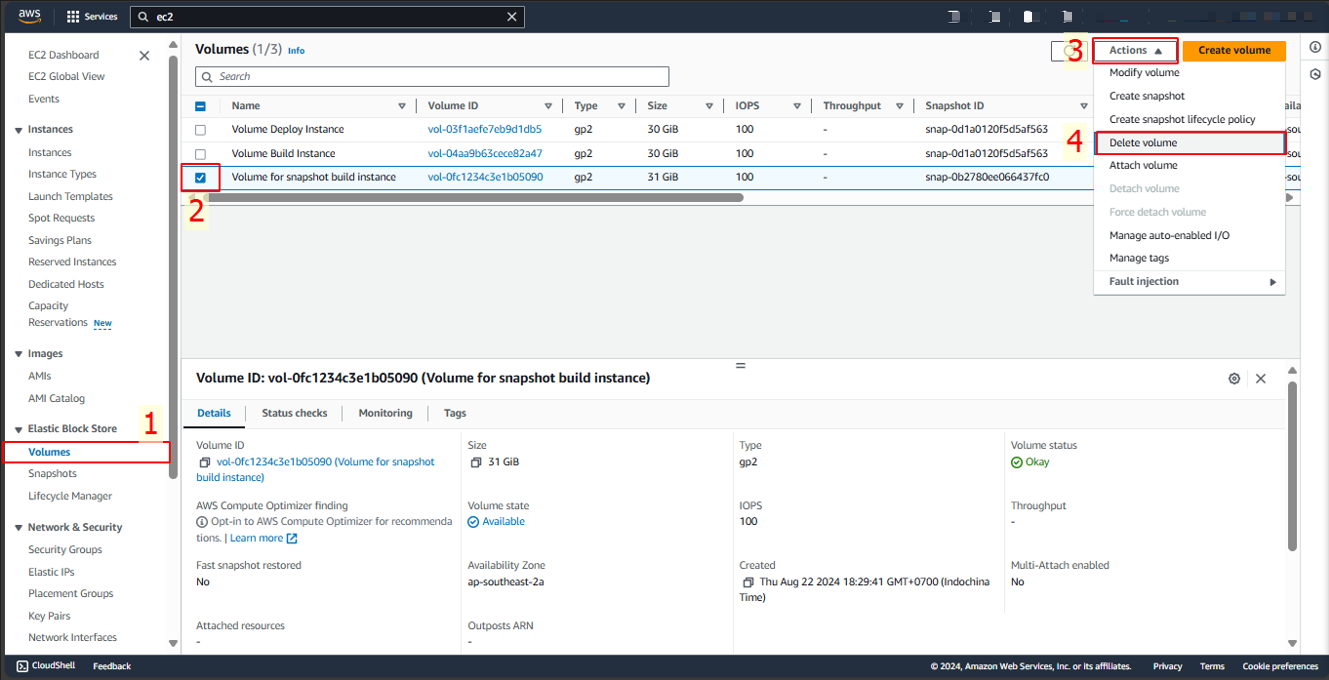 aws Services ec2
EC2 Dashboard
EC2 Global View
Events
Instances
Instances
Instance Types
Launch Templates
Spot Requests
Savings Plans
Reserved Instances
Dedicated Hosts
Capacity
Reservations New
Images
AMIs
AMI Catalog
Elastic Block Store
1
Volumes
Snapshots
Lifecycle Manager
Network & Security
Security Groups
Elastic IPs
Placement Groups
Key Pairs
Network Interfaces
Volumes (1/3) Info
3
Actions
Create volume
Search
Name Volume ID Type Size IOPS Throughput Snapshot ID
Volume Deploy Instance vol-03f1aefe7eb9d1db5 gp2 30 GiB 100 - snap-0d1a0120f5d5af563
Volume Build Instance vol-04aa9b63cece82a47 gp2 30 GiB 100 - snap-0d1a0120f5d5af563
Volume for snapshot build instance vol-0fc1234c3e1b05090 gp2 31 GiB 100 - snap-0b2780ee066437fc0
2
Modify volume
Create snapshot
Create snapshot lifecycle policy
4
Delete volume
Attach volume
Detach volume
Force detach volume
Manage auto-enabled I/O
Manage tags
Fault injection
Volume ID: vol-0fc1234c3e1b05090 (Volume for snapshot build instance)
Details Status checks Monitoring Tags
Volume ID
vol-0fc1234c3e1b05090 (Volume for snapshot
build instance)
Size
31 GiB
Type
gp2
Volume status
Okay
AWS Compute Optimizer finding
Opt-in to AWS Compute Optimizer for recommenda
tions. | Learn more
Volume state
Available
IOPS
100
Throughput
-
Fast snapshot restored
No
Availability Zone
ap-southeast-2a
Created
Thu Aug 22 2024 18:29:41 GMT+0700 (Indochina
Time)
Multi-Attach enabled
No
Attached resources
-
Outposts ARN
-
CloudShell Feedback © 2024, Amazon Web Services, Inc. or its affiliates. Privacy Terms Cookie preferences